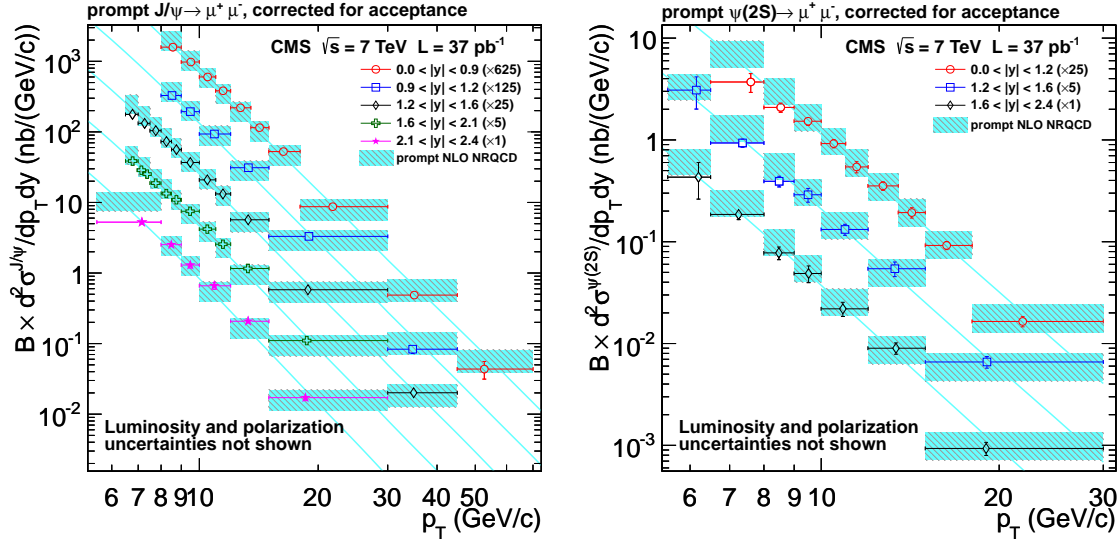 prompt J/ψ→ μ⁺ μ⁻, corrected for acceptance
CMS √s = 7 TeV L = 37 pb⁻¹
0.0 < |y| < 0.9 (×625)
0.9 < |y| < 1.2 (×125)
1.2 < |y| < 1.6 (×25)
1.6 < |y| < 2.1 (×5)
2.1 < |y| < 2.4 (×1)
prompt NLO NRQCD
B × d²σ^{J/ψ}/dp_T dy (nb/(GeV/c))
10³
10²
10
1
10⁻¹
10⁻²
Luminosity and polarization
uncertainties not shown
6 7 8 9 10 20 30 40 50
p_T (GeV/c)
prompt ψ(2S)→ μ⁺ μ⁻, corrected for acceptance
CMS √s = 7 TeV L = 37 pb⁻¹
0.0 < |y| < 1.2 (×25)
1.2 < |y| < 1.6 (×5)
1.6 < |y| < 2.4 (×1)
prompt NLO NRQCD
B × d²σ^{ψ(2S)}/dp_T dy (nb/(GeV/c))
10
1
10⁻¹
10⁻²
10⁻³
Luminosity and polarization
uncertainties not shown
6 7 8 9 10 20 30
p_T (GeV/c)